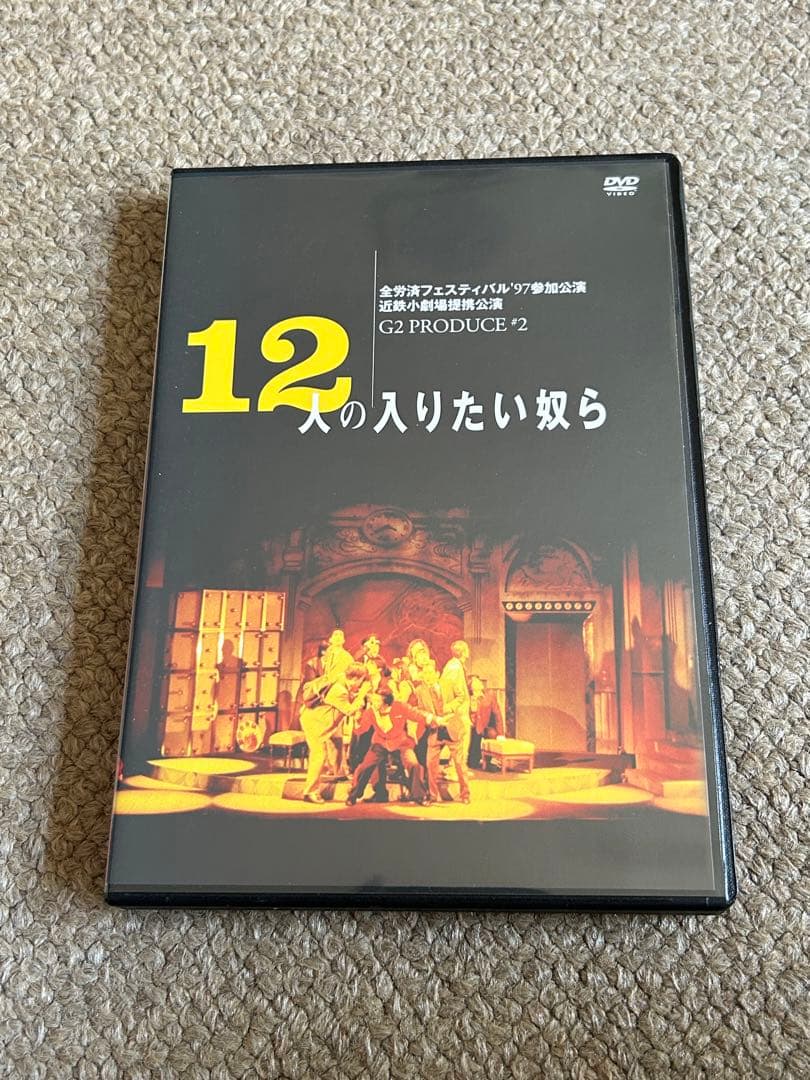 DVD
VIDEO
全労済フェスティバル'97参加公演
近鉄小劇場提携公演
G2 PRODUCE #2
12人の入りたい奴ら